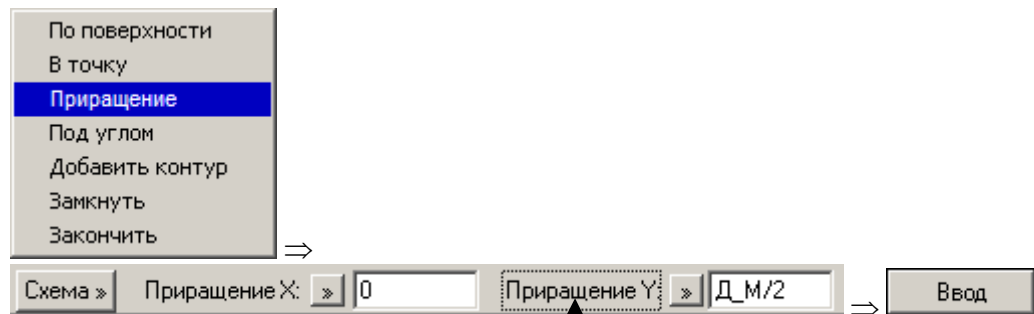 По поверхности
В точку
Приращение
Под углом
Добавить контур
Замкнуть
Закончить
⇒
Схема » Приращение X: » 0 Приращение Y: » Д_М/2 ⇒ Ввод